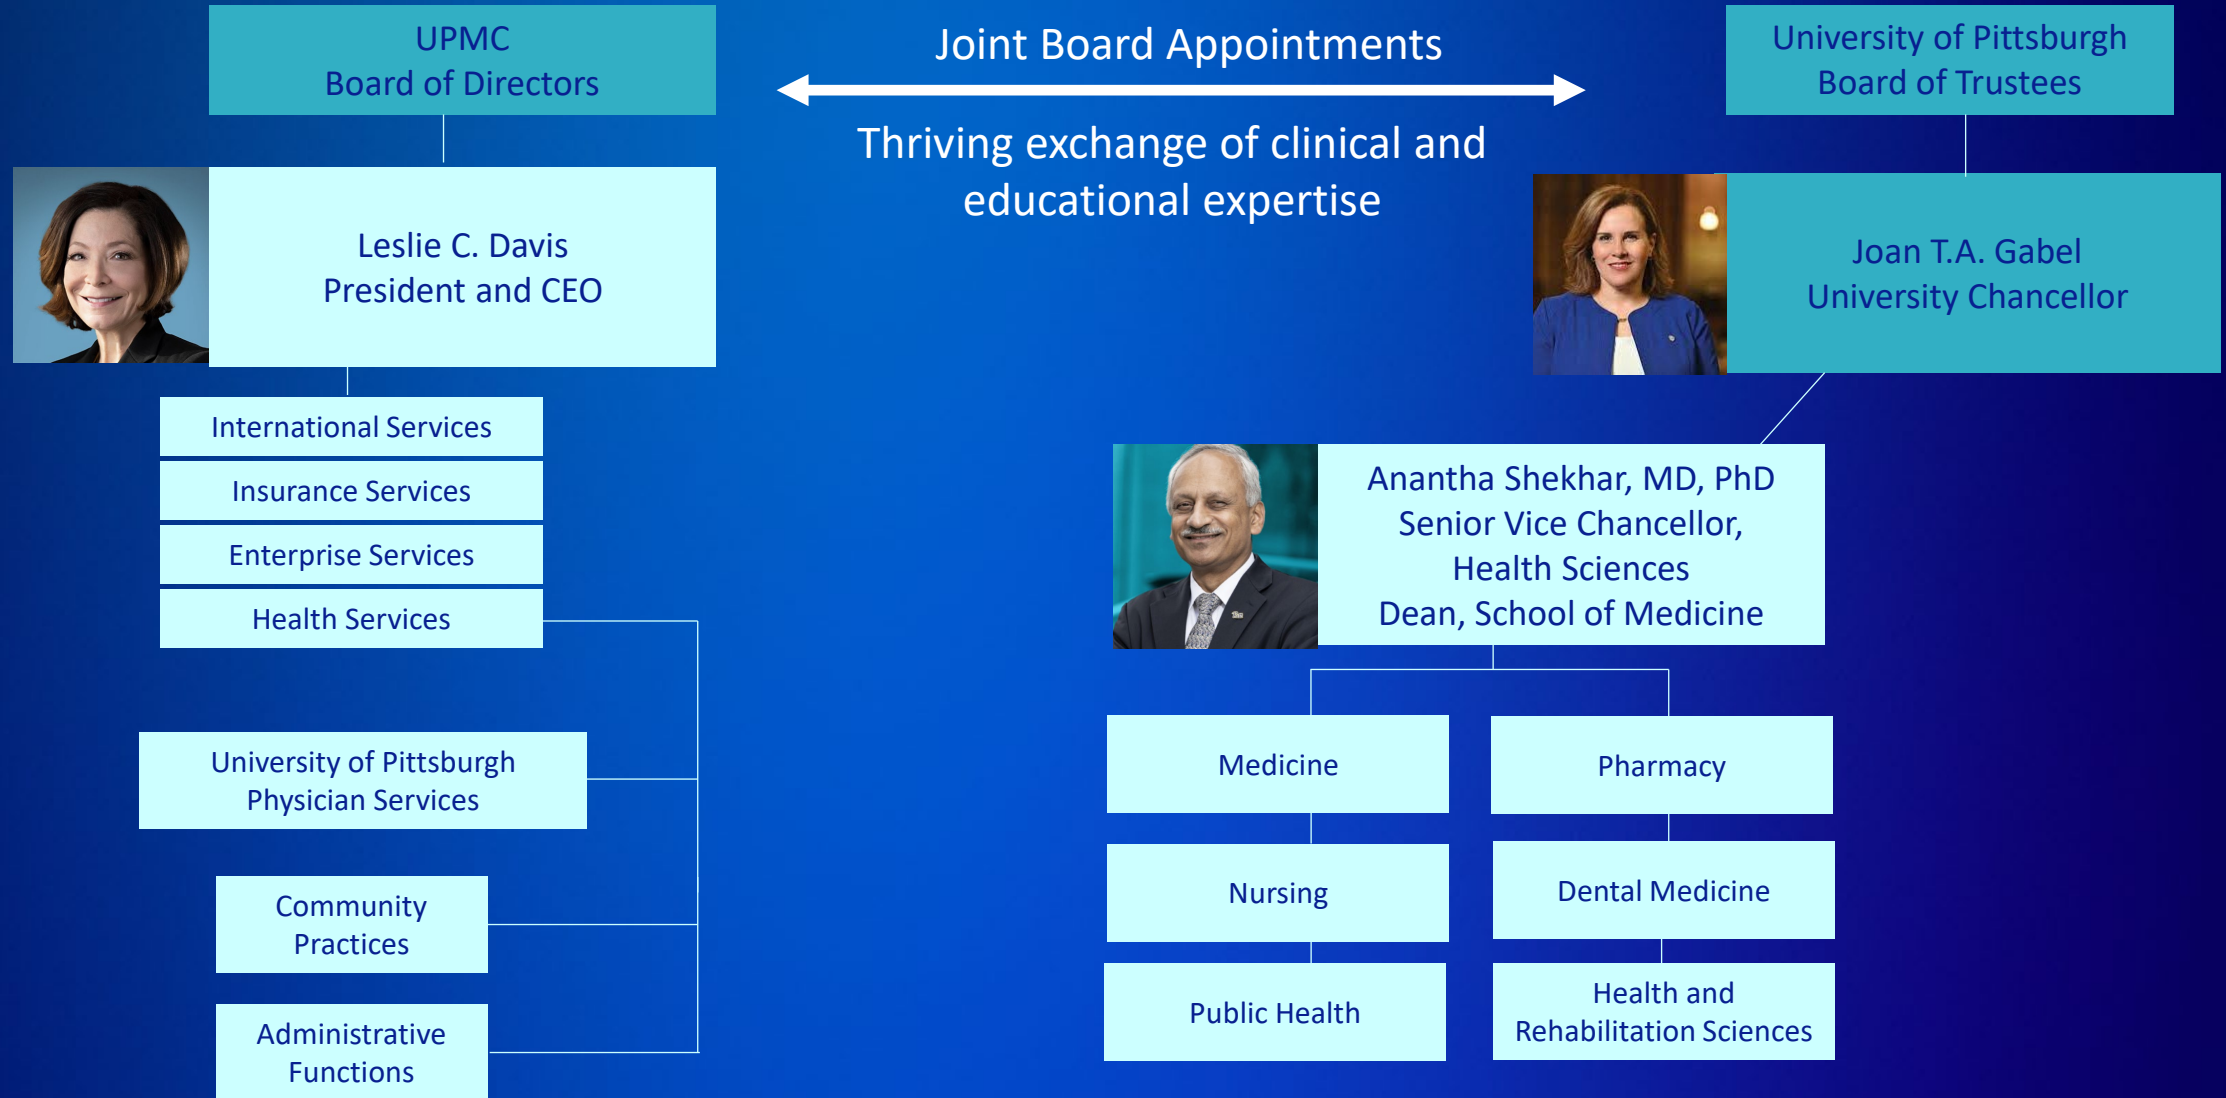 UPMC
Board of Directors
Joint Board Appointments
Thriving exchange of clinical and
educational expertise
University of Pittsburgh
Board of Trustees
Leslie C. Davis
President and CEO
Joan T.A. Gabel
University Chancellor
International Services
Insurance Services
Enterprise Services
Health Services
University of Pittsburgh
Physician Services
Community
Practices
Administrative
Functions
Anantha Shekhar, MD, PhD
Senior Vice Chancellor,
Health Sciences
Dean, School of Medicine
Medicine
Pharmacy
Nursing
Dental Medicine
Public Health
Health and
Rehabilitation Sciences